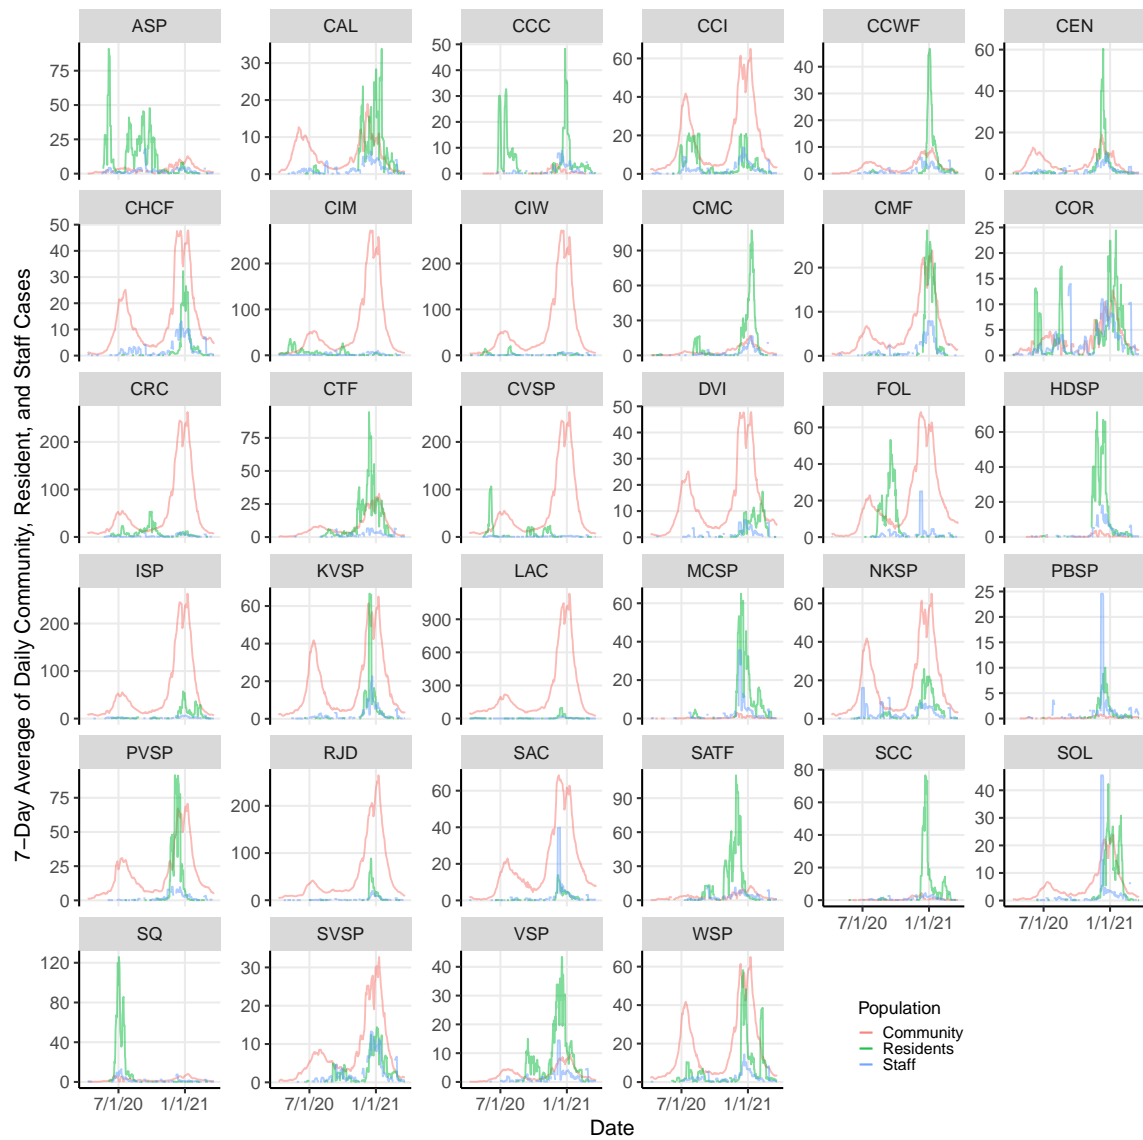 ASP CAL CCC CCI CCWF CEN
75 50 25 0
30 20 10 0
50 40 30 20 10 0
60 40 20 0
40 30 20 10 0
60 40 20 0
CHCF CIM CIW CMC CMF COR
50 40 30 20 10 0
200 100 0
200 100 0
90 60 30 0
20 10 0
25 20 15 10 5 0
CRC CTF CVSP DVI FOL HDSP
200 100 0
75 50 25 0
200 100 0
50 40 30 20 10 0
60 40 20 0
60 40 20 0
ISP KVSP LAC MCSP NKSP PBSP
200 100 0
60 40 20 0
900 600 300 0
60 40 20 0
60 40 20 0
25 20 15 10 5 0
PVSP RJD SAC SATF SCC SOL
75 50 25 0
200 100 0
60 40 20 0
90 60 30 0
80 60 40 20 0
40 30 20 10 0
7/1/20 1/1/21 7/1/20 1/1/21
SQ SVSP VSP WSP
120 80 40 0
30 20 10 0
40 30 20 10 0
60 40 20 0
7/1/20 1/1/21 7/1/20 1/1/21 7/1/20 1/1/21 7/1/20 1/1/21
Date
7−Day Average of Daily Community, Resident, and Staff Cases
Population
Community
Residents
Staff